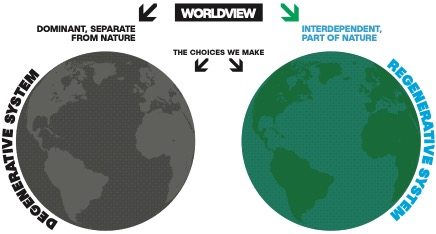 WORLDVIEW
DOMINANT, SEPARATE
FROM NATURE
INTERDEPENDENT,
PART OF NATURE
THE CHOICES WE MAKE
DEGENERATIVE SYSTEM
REGENERATIVE SYSTEM